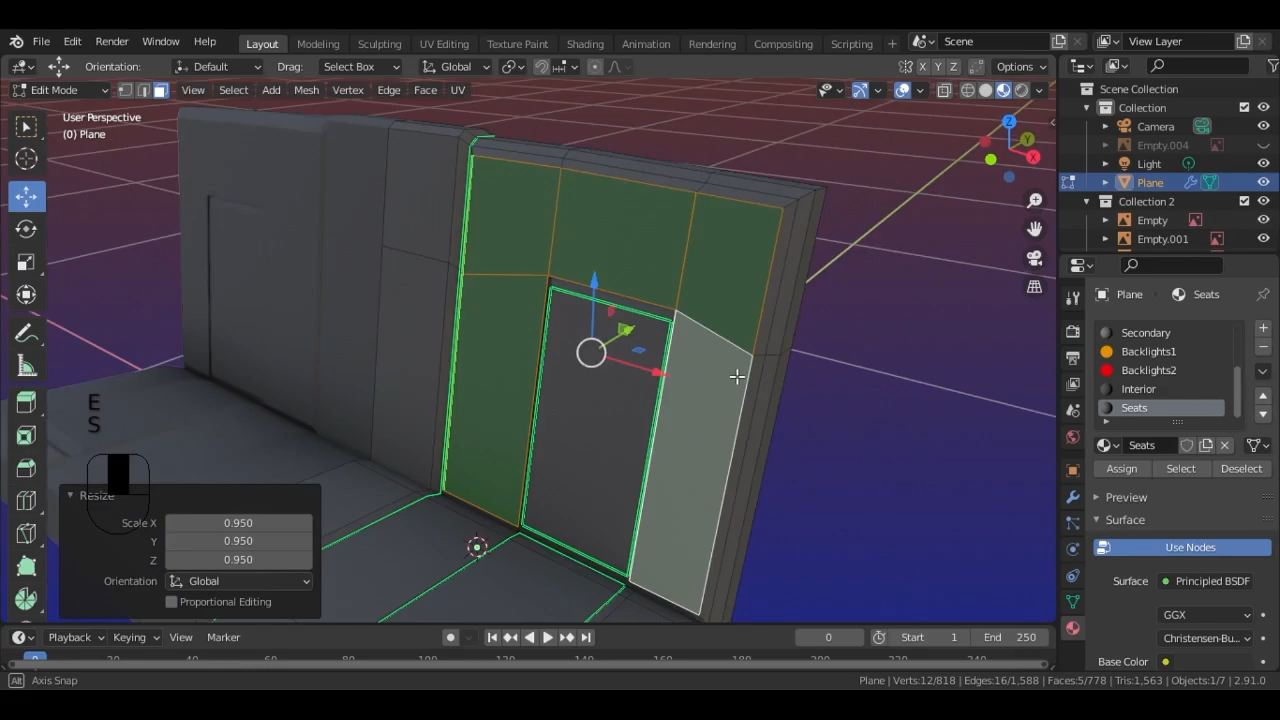 File Edit Render Window Help Layout Modeling Sculpting UV Editing Texture Paint Shading Animation Rendering Compositing Scripting + Scene View Layer
Orientation: Default Drag: Select Box Global X Y Z Options
Edit Mode View Select Add Mesh Vertex Edge Face UV
User Perspective
(0) Plane
Z
Y
X
Scene Collection
Collection
Camera
Empty.004
Light
Plane
Collection 2
Empty
Empty.001
Plane Seats
Secondary
Backlights1
Backlights2
Interior
Seats
Seats
Assign Select Deselect
Preview
Surface
Use Nodes
Surface Principled BSDF
GGX
Christensen-Bu...
Base Color
E
S
Resize
Scale X 0.950
Y 0.950
Z 0.950
Orientation Global
Proportional Editing
Playback Keying View Marker 0 Start 1 End 250
0
Alt Axis Snap Plane | Verts:12/818 | Edges:16/1,588 | Faces:5/778 | Tris:1,563 | Objects:1/7 | 2.91.0